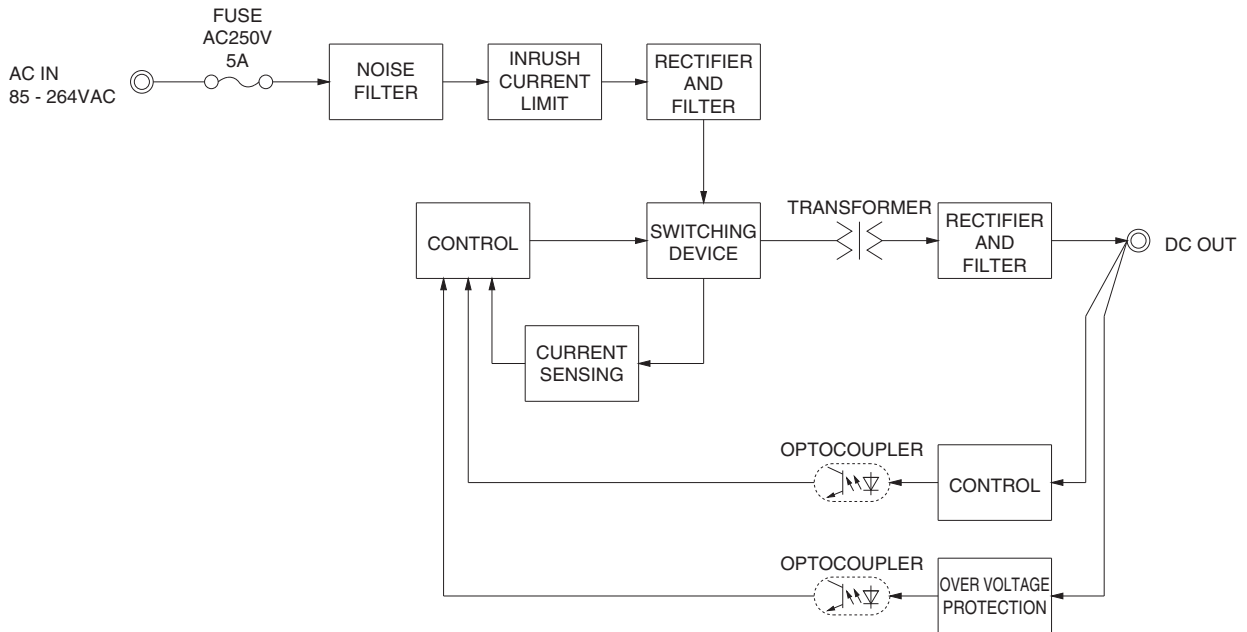 FUSE
AC250V
5A
AC IN
85 - 264VAC
NOISE
FILTER
INRUSH
CURRENT
LIMIT
RECTIFIER
AND
FILTER
CONTROL
SWITCHING
DEVICE
TRANSFORMER
RECTIFIER
AND
FILTER
DC OUT
CURRENT
SENSING
OPTOCOUPLER
CONTROL
OPTOCOUPLER
OVER VOLTAGE
PROTECTION